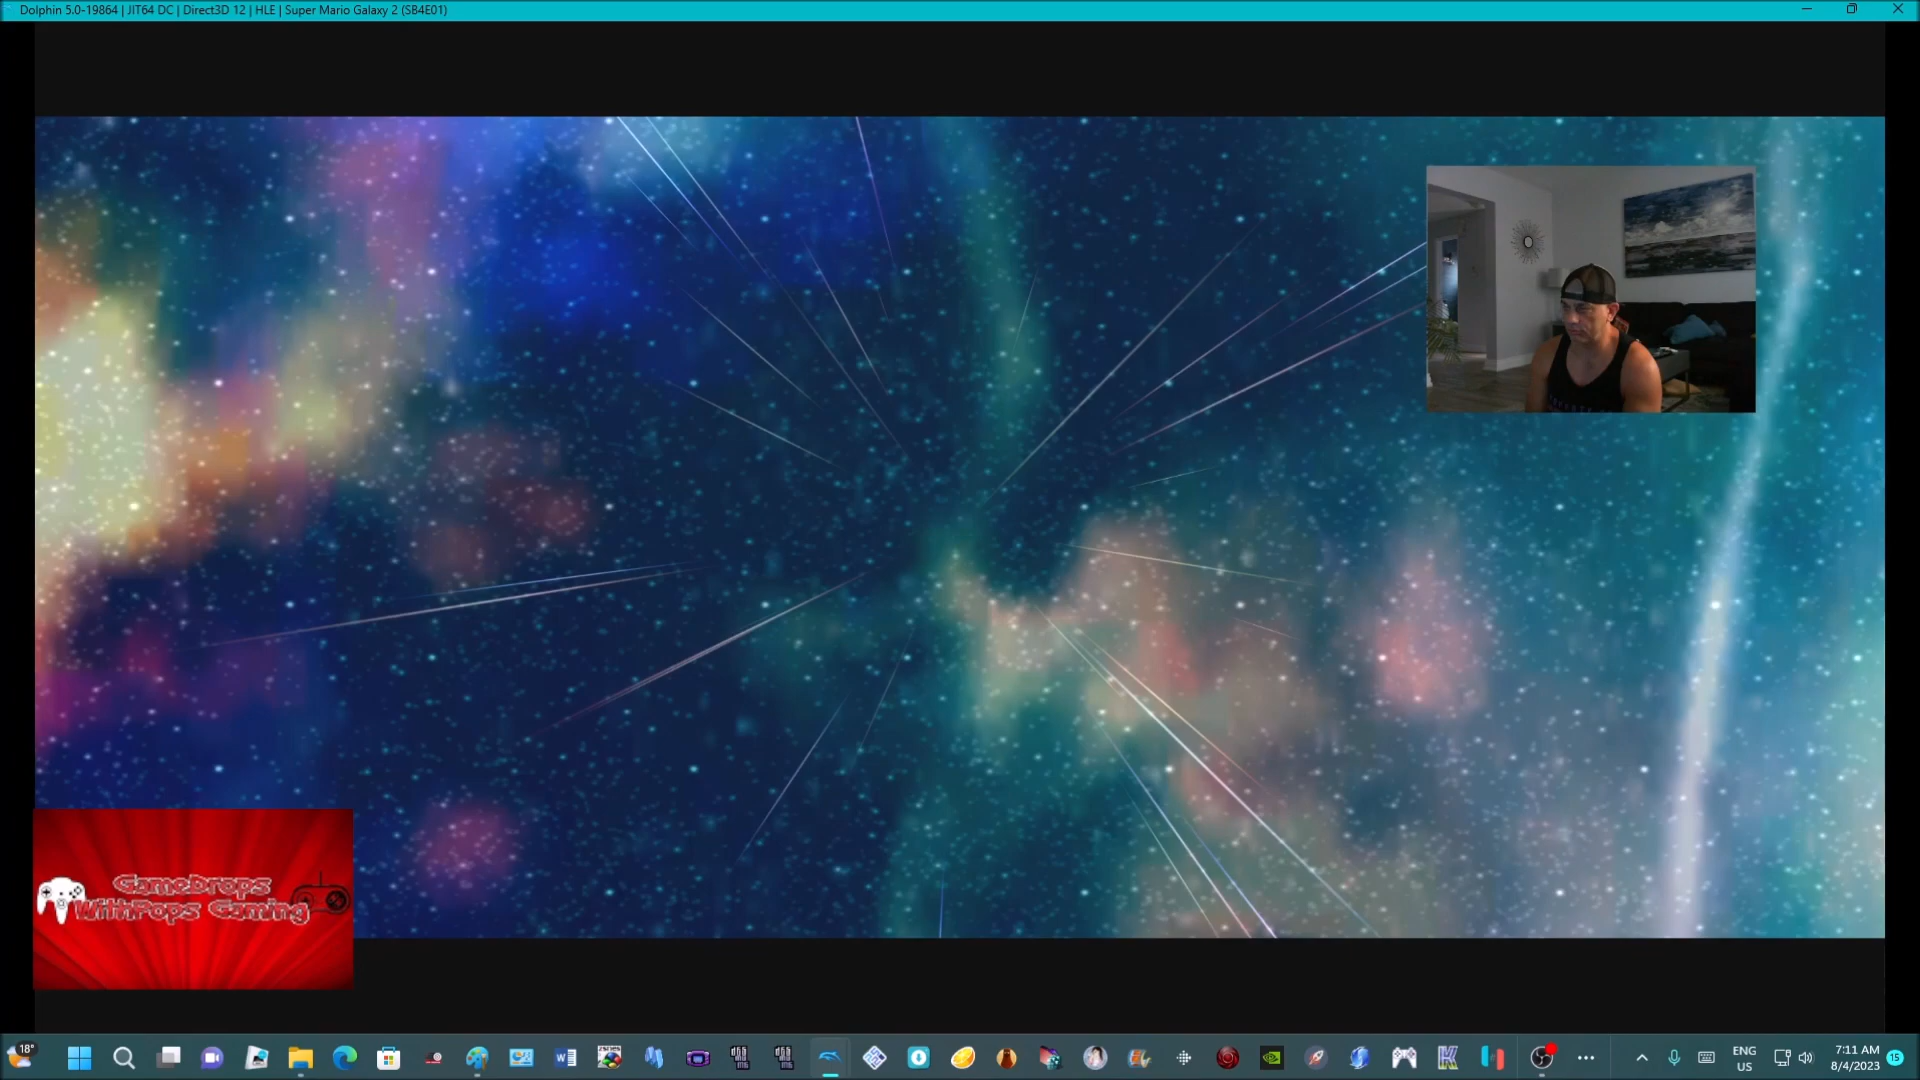 Dolphin 5.0-19864 | JIT64 DC | Direct3D 12 | HLE | Super Mario Galaxy 2 (SB4E01)
GameDrops
WithPops Gaming
18°
ENG
US
7:11 AM
8/4/2023
15